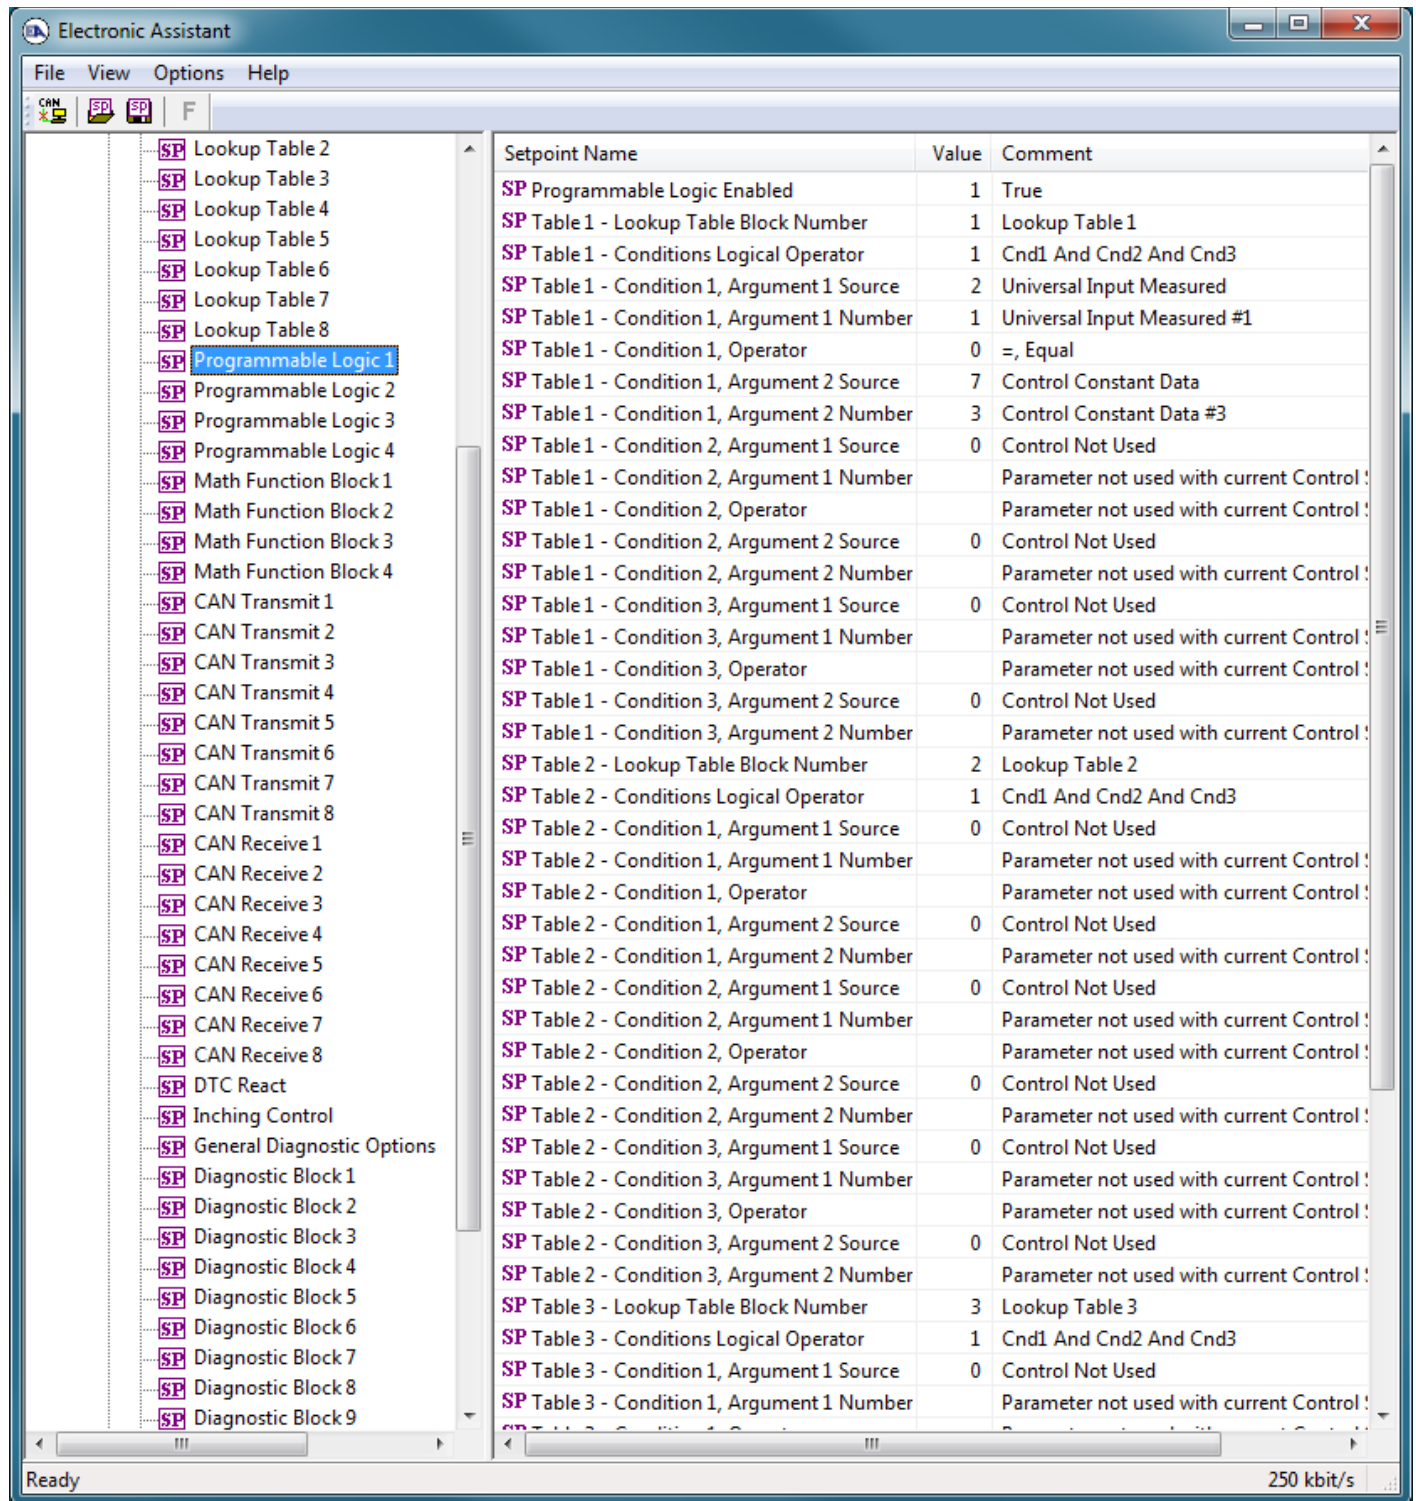 Electronic Assistant
File View Options Help
CAN SP SP F
SP Lookup Table 2
SP Lookup Table 3
SP Lookup Table 4
SP Lookup Table 5
SP Lookup Table 6
SP Lookup Table 7
SP Lookup Table 8
SP Programmable Logic 1
SP Programmable Logic 2
SP Programmable Logic 3
SP Programmable Logic 4
SP Math Function Block 1
SP Math Function Block 2
SP Math Function Block 3
SP Math Function Block 4
SP CAN Transmit 1
SP CAN Transmit 2
SP CAN Transmit 3
SP CAN Transmit 4
SP CAN Transmit 5
SP CAN Transmit 6
SP CAN Transmit 7
SP CAN Transmit 8
SP CAN Receive 1
SP CAN Receive 2
SP CAN Receive 3
SP CAN Receive 4
SP CAN Receive 5
SP CAN Receive 6
SP CAN Receive 7
SP CAN Receive 8
SP DTC React
SP Inching Control
SP General Diagnostic Options
SP Diagnostic Block 1
SP Diagnostic Block 2
SP Diagnostic Block 3
SP Diagnostic Block 4
SP Diagnostic Block 5
SP Diagnostic Block 6
SP Diagnostic Block 7
SP Diagnostic Block 8
SP Diagnostic Block 9
Setpoint Name Value Comment
SP Programmable Logic Enabled 1 True
SP Table 1 - Lookup Table Block Number 1 Lookup Table 1
SP Table 1 - Conditions Logical Operator 1 Cnd1 And Cnd2 And Cnd3
SP Table 1 - Condition 1, Argument 1 Source 2 Universal Input Measured
SP Table 1 - Condition 1, Argument 1 Number 1 Universal Input Measured #1
SP Table 1 - Condition 1, Operator 0 =, Equal
SP Table 1 - Condition 1, Argument 2 Source 7 Control Constant Data
SP Table 1 - Condition 1, Argument 2 Number 3 Control Constant Data #3
SP Table 1 - Condition 2, Argument 1 Source 0 Control Not Used
SP Table 1 - Condition 2, Argument 1 Number Parameter not used with current Control
SP Table 1 - Condition 2, Operator Parameter not used with current Control
SP Table 1 - Condition 2, Argument 2 Source 0 Control Not Used
SP Table 1 - Condition 2, Argument 2 Number Parameter not used with current Control
SP Table 1 - Condition 3, Argument 1 Source 0 Control Not Used
SP Table 1 - Condition 3, Argument 1 Number Parameter not used with current Control
SP Table 1 - Condition 3, Operator Parameter not used with current Control
SP Table 1 - Condition 3, Argument 2 Source 0 Control Not Used
SP Table 1 - Condition 3, Argument 2 Number Parameter not used with current Control
SP Table 2 - Lookup Table Block Number 2 Lookup Table 2
SP Table 2 - Conditions Logical Operator 1 Cnd1 And Cnd2 And Cnd3
SP Table 2 - Condition 1, Argument 1 Source 0 Control Not Used
SP Table 2 - Condition 1, Argument 1 Number Parameter not used with current Control
SP Table 2 - Condition 1, Operator Parameter not used with current Control
SP Table 2 - Condition 1, Argument 2 Source 0 Control Not Used
SP Table 2 - Condition 1, Argument 2 Number Parameter not used with current Control
SP Table 2 - Condition 2, Argument 1 Source 0 Control Not Used
SP Table 2 - Condition 2, Argument 1 Number Parameter not used with current Control
SP Table 2 - Condition 2, Operator Parameter not used with current Control
SP Table 2 - Condition 2, Argument 2 Source 0 Control Not Used
SP Table 2 - Condition 2, Argument 2 Number Parameter not used with current Control
SP Table 2 - Condition 3, Argument 1 Source 0 Control Not Used
SP Table 2 - Condition 3, Argument 1 Number Parameter not used with current Control
SP Table 2 - Condition 3, Operator Parameter not used with current Control
SP Table 2 - Condition 3, Argument 2 Source 0 Control Not Used
SP Table 2 - Condition 3, Argument 2 Number Parameter not used with current Control
SP Table 3 - Lookup Table Block Number 3 Lookup Table 3
SP Table 3 - Conditions Logical Operator 1 Cnd1 And Cnd2 And Cnd3
SP Table 3 - Condition 1, Argument 1 Source 0 Control Not Used
SP Table 3 - Condition 1, Argument 1 Number Parameter not used with current Control
Ready 250 kbit/s